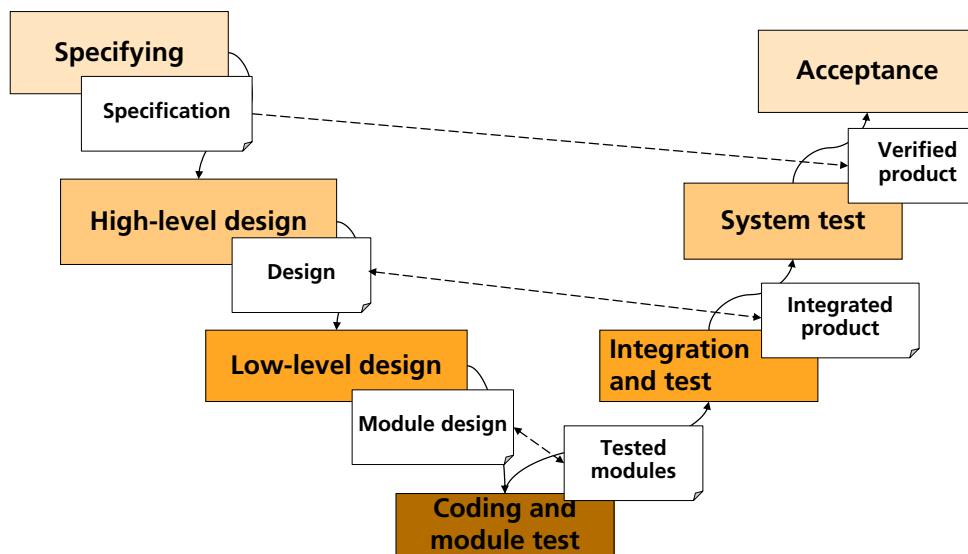 Specifying
Specification
High-level design
Design
Low-level design
Module design
Coding and
module test
Tested
modules
Integration
and test
Integrated
product
System test
Verified
product
Acceptance